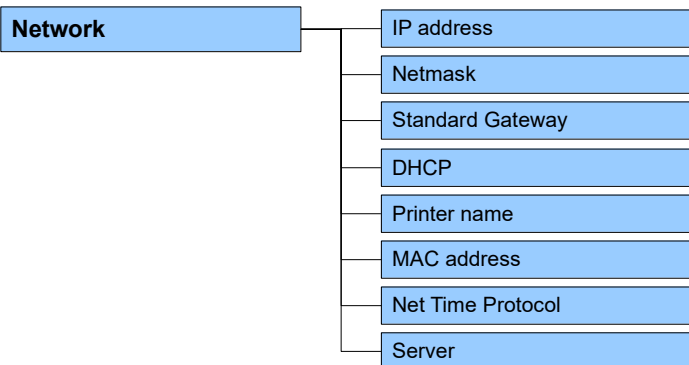 Network
IP address
Netmask
Standard Gateway
DHCP
Printer name
MAC address
Net Time Protocol
Server